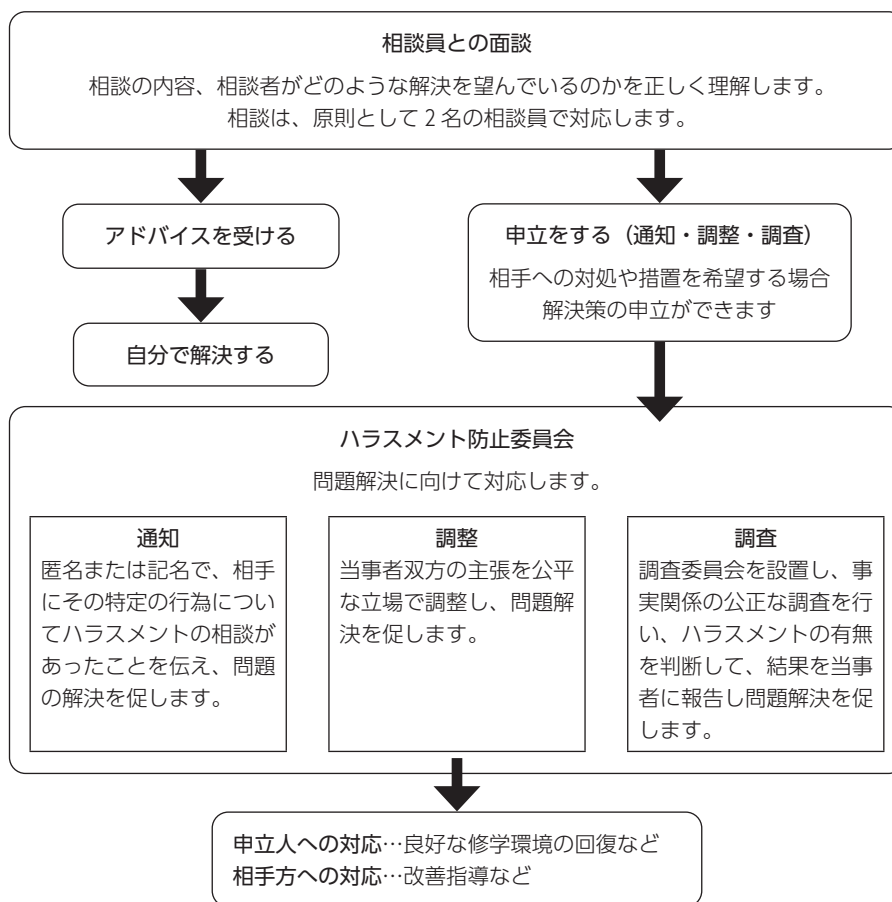 相談員との面談
相談の内容、相談者がどのような解決を望んでいるのかを正しく理解します。
相談は、原則として2名の相談員で対応します。
アドバイスを受ける
自分で解決する
申立をする（通知・調整・調査）
相手への対処や措置を希望する場合
解決策の申立ができます
ハラスメント防止委員会
問題解決に向けて対応します。
通知
匿名または記名で、相手
にその特定の行為につい
てハラスメントの相談が
あったことを伝え、問題
の解決を促します。
調整
当事者双方の主張を公平
な立場で調整し、問題解
決を促します。
調査
調査委員会を設置し、事
実関係の公正な調査を行
い、ハラスメントの有無
を判断して、結果を当事
者に報告し問題解決を促
します。
申立人への対応…良好な修学環境の回復など
相手方への対応…改善指導など